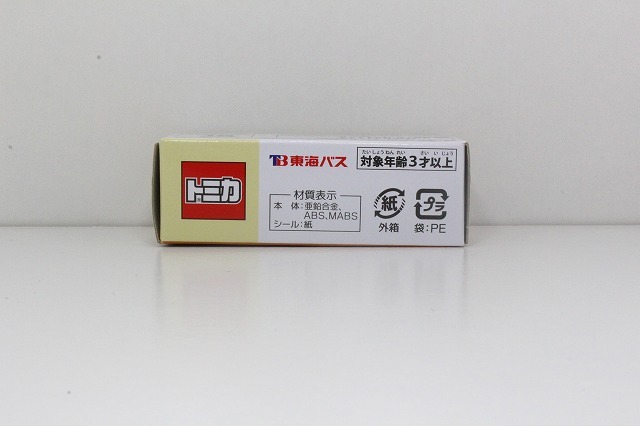 トミカ
TB東海バス
たいしょうねんれい さい いじょう
対象年齢3才以上
材質表示
本 体:亜鉛合金、
ABS、MABS
シール:紙
紙
外箱
プラ
袋:PE